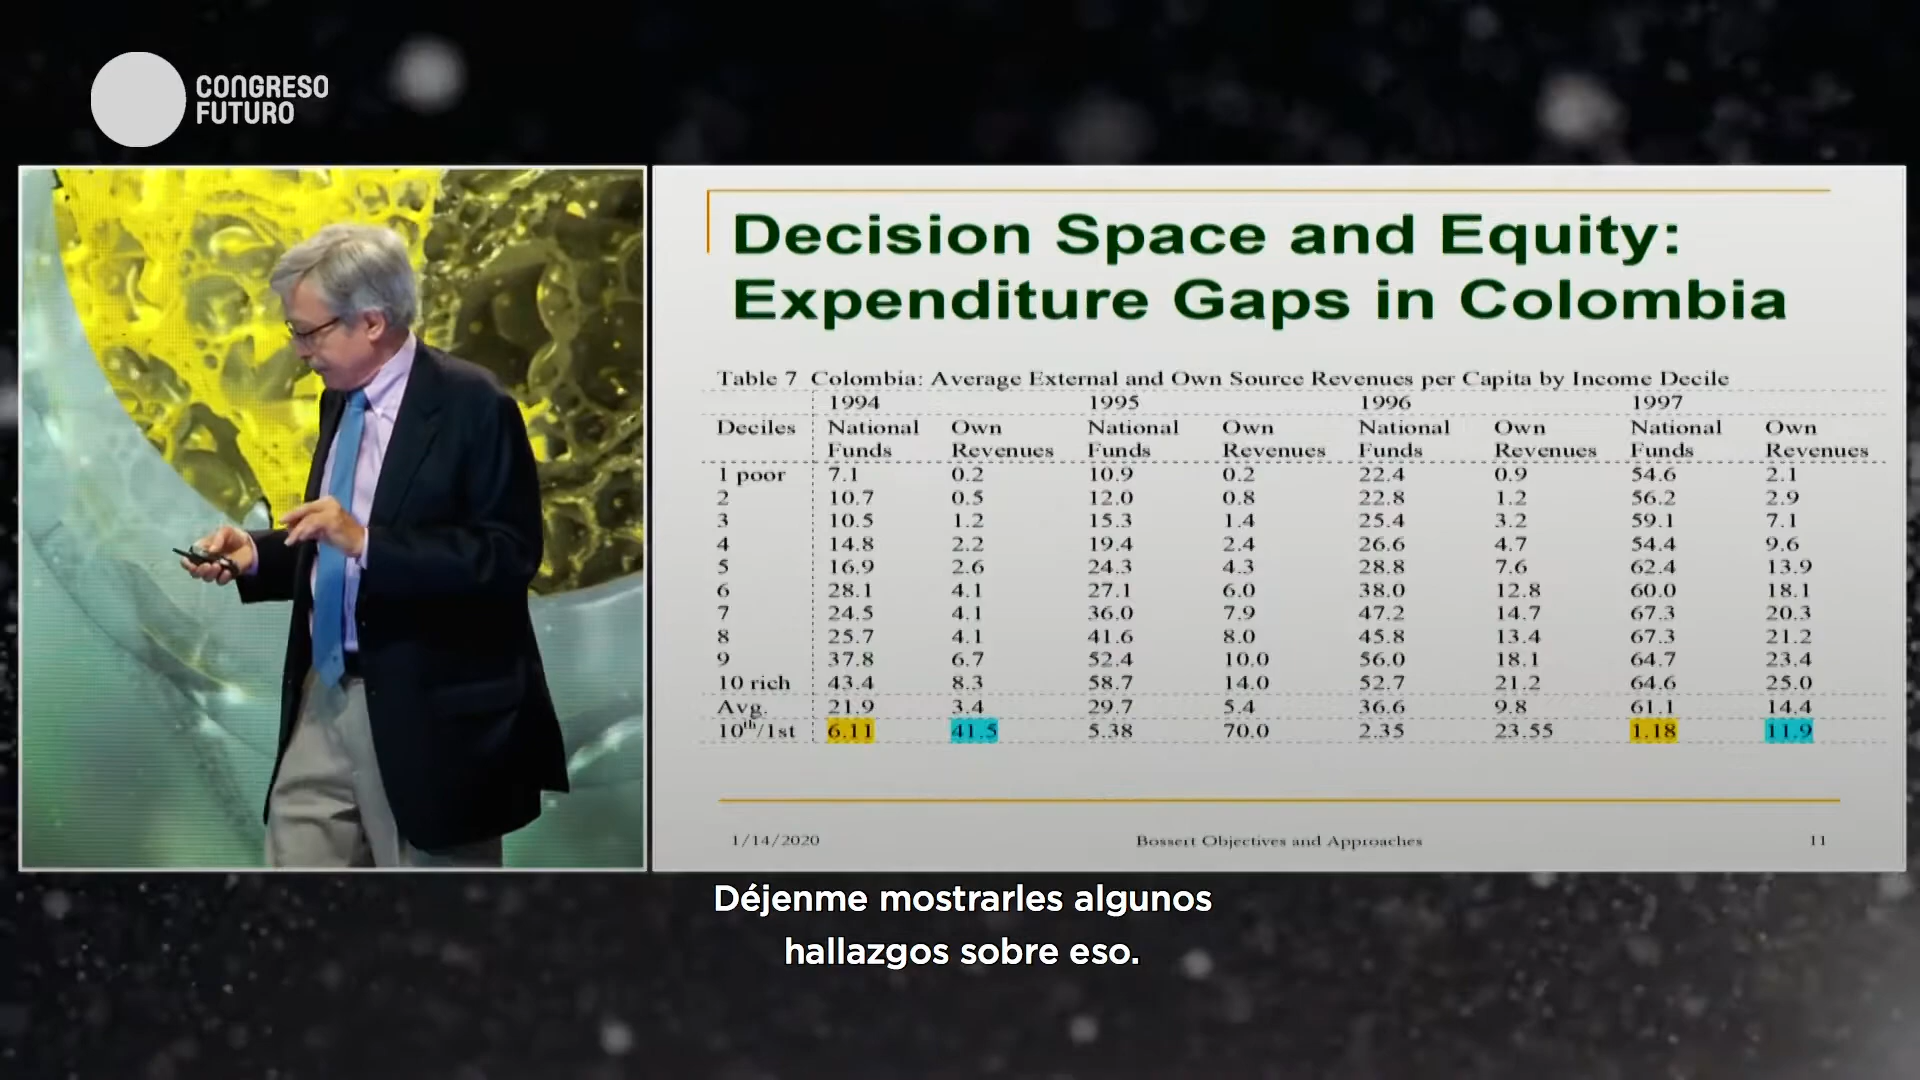 CONGRESO
FUTURO
Decision Space and Equity:
Expenditure Gaps in Colombia
Table 7 Colombia: Average External and Own Source Revenues per Capita by Income Decile
1994 1995 1996 1997
Deciles National Own National Own National Own National Own
Funds Revenues Funds Revenues Funds Revenues Funds Revenues
1 poor 7.1 0.2 10.9 0.2 22.4 0.9 54.6 2.1
2 10.7 0.5 12.0 0.8 22.8 1.2 56.2 2.9
3 10.5 1.2 15.3 1.4 25.4 3.2 59.1 7.1
4 14.8 2.2 19.4 2.4 26.6 4.7 54.4 9.6
5 16.9 2.6 24.3 4.3 28.8 7.6 62.4 13.9
6 28.1 4.1 27.1 6.0 38.0 12.8 60.0 18.1
7 24.5 4.1 36.0 7.9 47.2 14.7 67.3 20.3
8 25.7 4.1 41.6 8.0 45.8 13.4 67.3 21.2
9 37.8 6.7 52.4 10.0 56.0 18.1 64.7 23.4
10 rich 43.4 8.3 58.7 14.0 52.7 21.2 64.6 25.0
Avg. 21.9 3.4 29.7 5.4 36.6 9.8 61.1 14.4
10th/1st 6.11 41.5 5.38 70.0 2.35 23.55 1.18 11.9
1/14/2020 Bossert Objectives and Approaches 11
Déjenme mostrarles algunos
hallazgos sobre eso.